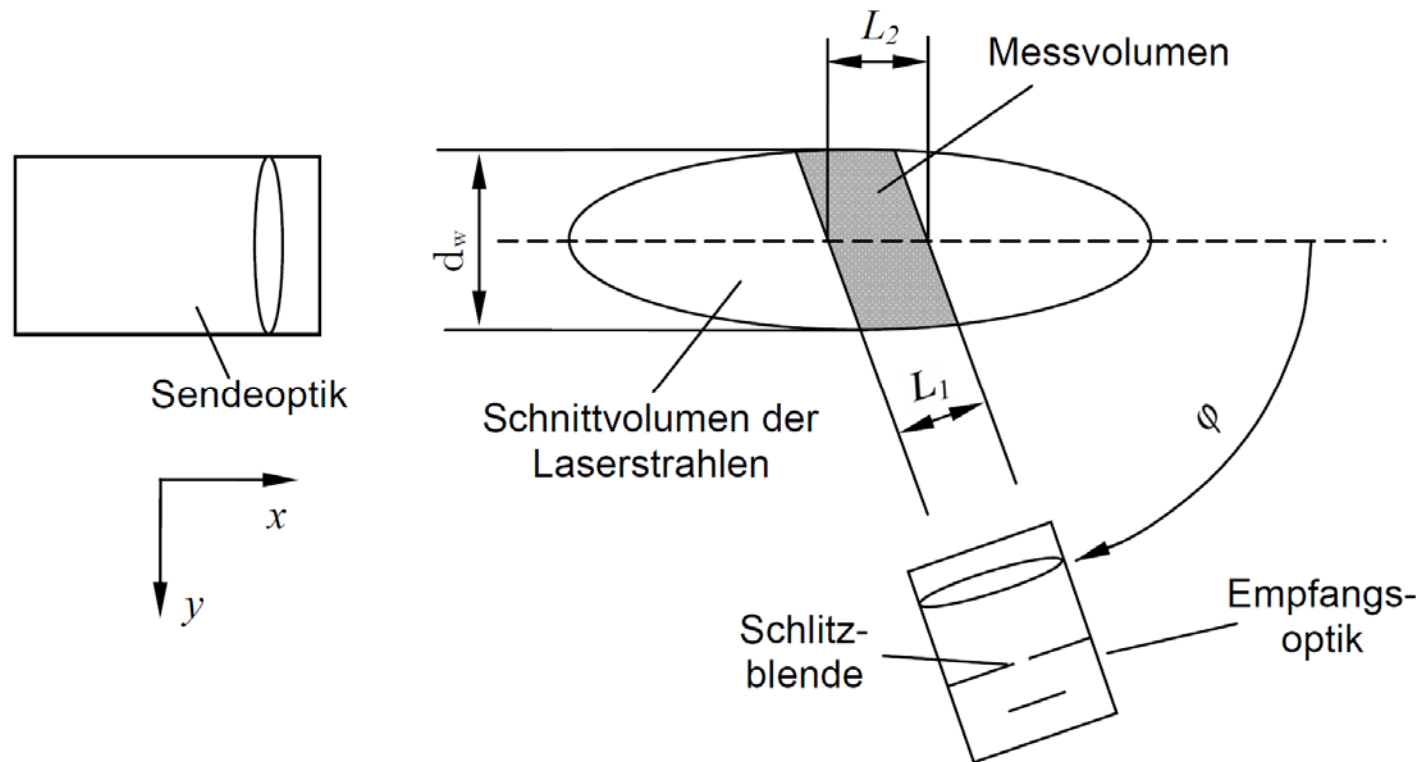 L2
Messvolumen
dw
Sendeoptik
Schnittvolumen der
Laserstrahlen
L1
φ
x
y
Schlitz-
blende
Empfangs-
optik